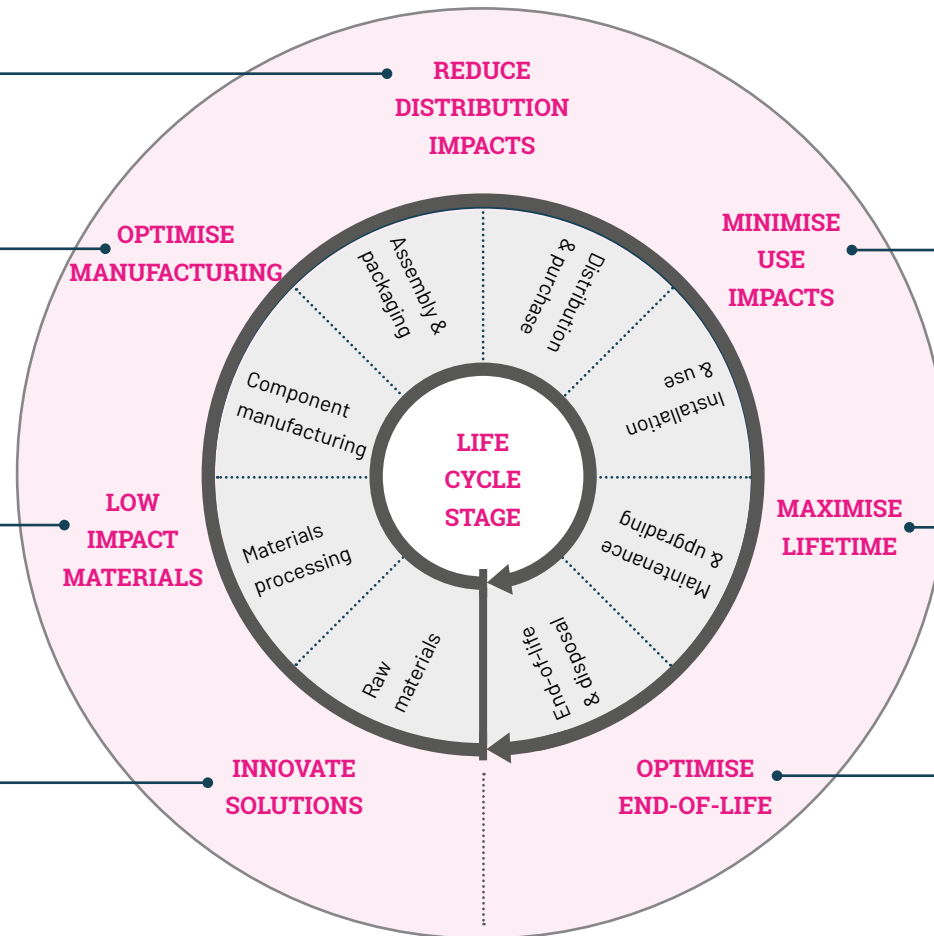 REDUCE
DISTRIBUTION
IMPACTS
OPTIMISE
MANUFACTURING
MINIMISE
USE
IMPACTS
Assembly &
packaging
Distribution
& purchase
Component
manufacturing
Installation
& use
LIFE
CYCLE
STAGE
LOW
IMPACT
MATERIALS
MAXIMISE
LIFETIME
Materials
processing
Maintenance
& upgrading
Raw
materials
End-of-life
& disposal
INNOVATE
SOLUTIONS
OPTIMISE
END-OF-LIFE